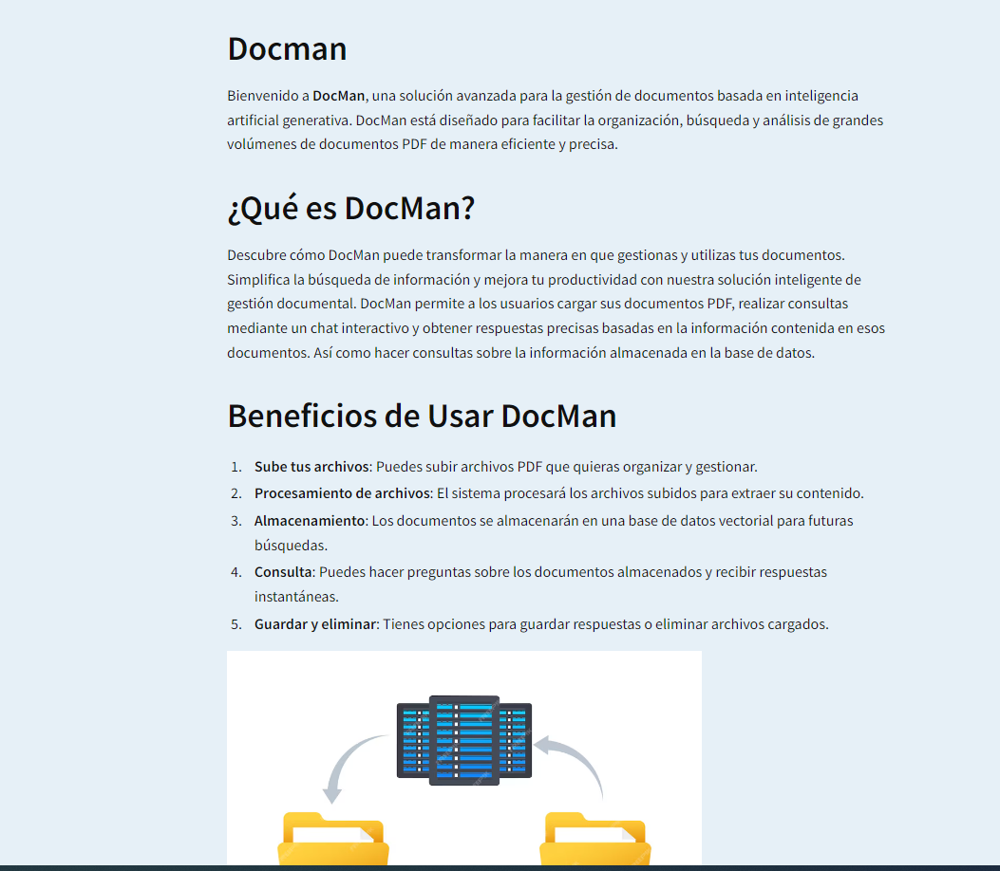 Docman
Bienvenido a DocMan, una solución avanzada para la gestión de documentos basada en inteligencia
artificial generativa. DocMan está diseñado para facilitar la organización, búsqueda y análisis de grandes
volúmenes de documentos PDF de manera eficiente y precisa.
¿Qué es DocMan?
Descubre cómo DocMan puede transformar la manera en que gestionas y utilizas tus documentos.
Simplifica la búsqueda de información y mejora tu productividad con nuestra solución inteligente de
gestión documental. DocMan permite a los usuarios cargar sus documentos PDF, realizar consultas
mediante un chat interactivo y obtener respuestas precisas basadas en la información contenida en esos
documentos. Así como hacer consultas sobre la información almacenada en la base de datos.
Beneficios de Usar DocMan
1. Sube tus archivos: Puedes subir archivos PDF que quieras organizar y gestionar.
2. Procesamiento de archivos: El sistema procesará los archivos subidos para extraer su contenido.
3. Almacenamiento: Los documentos se almacenarán en una base de datos vectorial para futuras
búsquedas.
4. Consulta: Puedes hacer preguntas sobre los documentos almacenados y recibir respuestas
instantáneas.
5. Guardar y eliminar: Tienes opciones para guardar respuestas o eliminar archivos cargados.